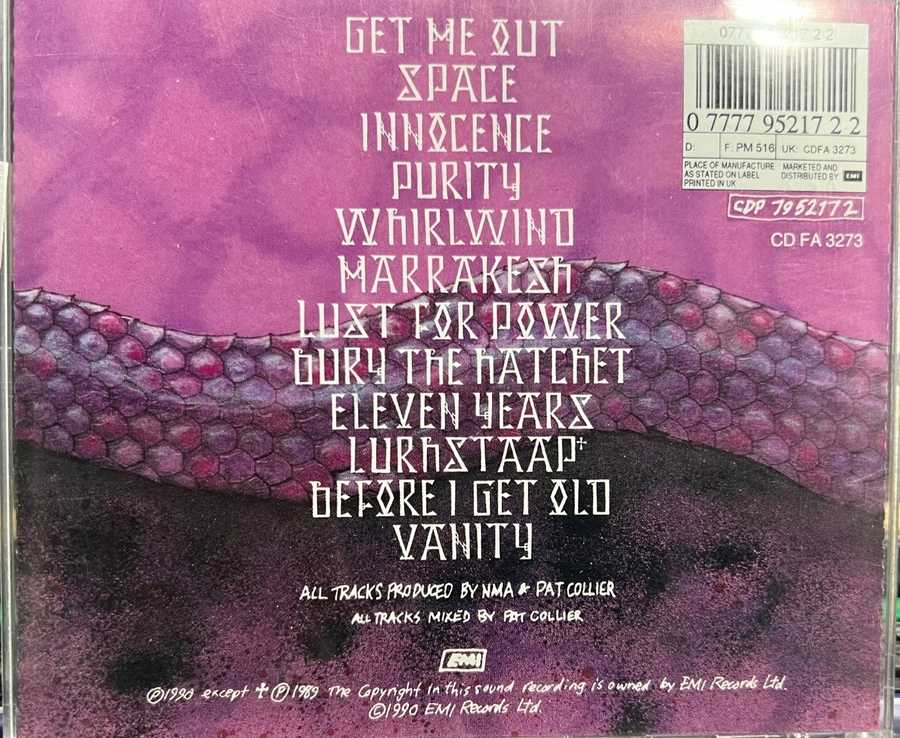 GET ME OUT
SPACE
INNOCENCE
PURITY
WHIRLWIND
MARRAKESH
LUST FOR POWER
BURY THE HATCHET
ELEVEN YEARS
LURHSTAAP†
BEFORE I GET OLD
VANITY
ALL TRACKS PRODUCED BY NMA & PAT COLLIER
ALL TRACKS MIXED BY PAT COLLIER
EMI
℗1990 except † ℗1989 The Copyright in this sound recording is owned by EMI Records Ltd.
©1990 EMI Records Ltd.
0 7777 95217 2 2
D: F: PM 516 UK: CDFA 3273
PLACE OF MANUFACTURE
AS STATED ON LABEL
PRINTED IN UK
MARKETED AND
DISTRIBUTED BY EMI
CDP 7952172
CD FA 3273